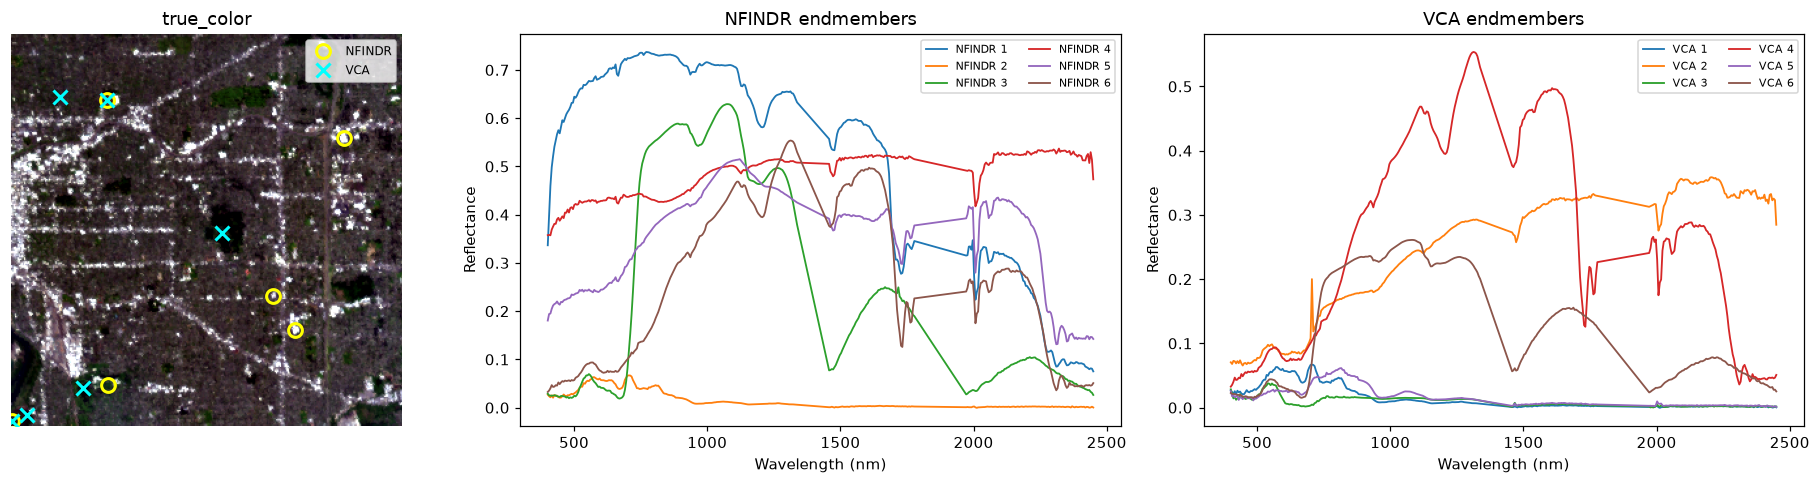 true_color
NFINDR
VCA
NFINDR endmembers
NFINDR 1
NFINDR 2
NFINDR 3
NFINDR 4
NFINDR 5
NFINDR 6
Reflectance
0.7
0.6
0.5
0.4
0.3
0.2
0.1
0.0
500 1000 1500 2000 2500
Wavelength (nm)
VCA endmembers
VCA 1
VCA 2
VCA 3
VCA 4
VCA 5
VCA 6
Reflectance
0.5
0.4
0.3
0.2
0.1
0.0
500 1000 1500 2000 2500
Wavelength (nm)